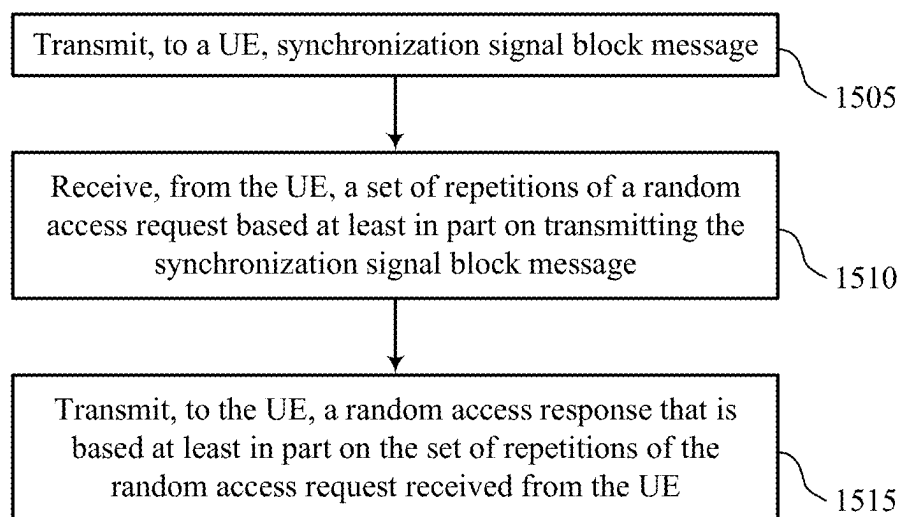 Transmit, to a UE, synchronization signal block message
1505
Receive, from the UE, a set of repetitions of a random
access request based at least in part on transmitting the
synchronization signal block message
1510
Transmit, to the UE, a random access response that is
based at least in part on the set of repetitions of the
random access request received from the UE
1515